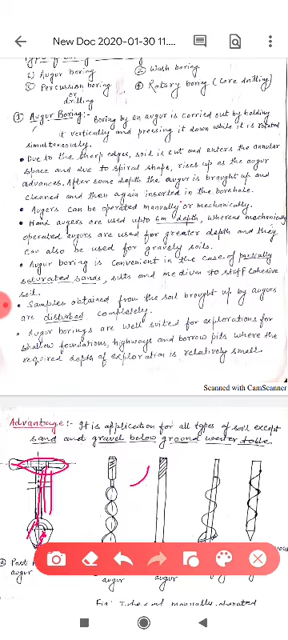 New Doc 2020-01-30 11....
1) Augur boring 2) Wash boring
3) Percussion boring 4) Rotary boring (core drilling)
or
drilling
① Augur Boring:- Boring by an augur is carried out by holding
it vertically and pressing it down while it is rotated
simultaneously.
• Due to the sharp edges, soil is cut and enters the annular
space and due to spiral shape, rises up as the augur
advances. After some depth the augur is brought up and
cleaned and then again inserted in the borehole.
• Augers can be operated manually or mechanically.
• Hand augers are used upto 6m depth, whereas mechanically
operated augurs are used for greater depth and they
can also be used for gravelly soils.
• Augur boring is convenient in the case of partially
saturated sands, silts and medium to stiff cohesive
soil.
• Samples obtained from the soil brought up by augers
are disturbed completely.
• Augur borings are well suited for explorations for
shallow foundations, highways and borrow pits where the
required depth of exploration is relatively small.
Scanned with CamScanner
Advantage:- It is application for all types of soil except
sand and gravel below ground water table.
augur augur augur
Fig: manually operated